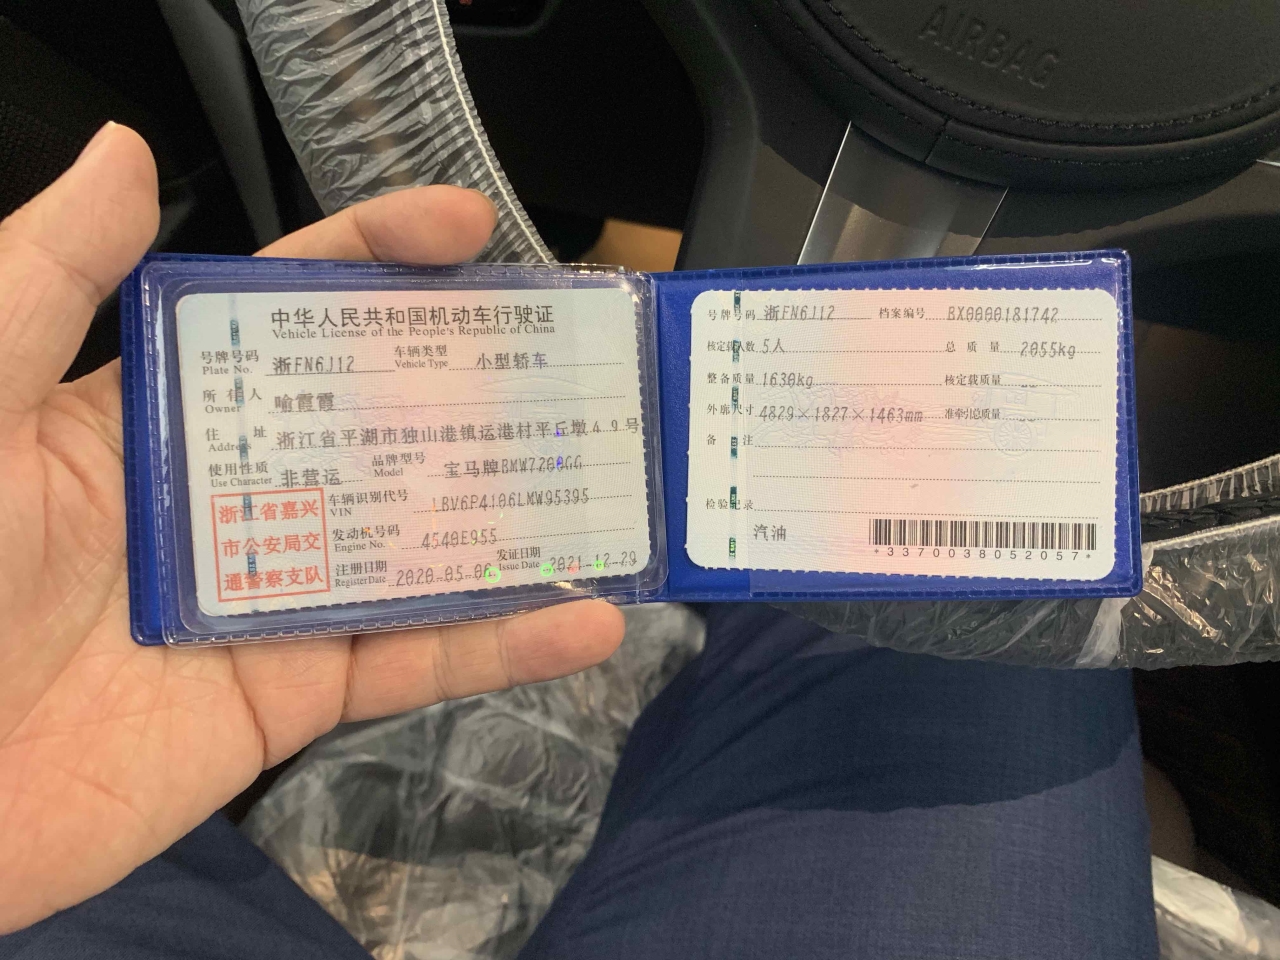 AIRBAG
中华人民共和国机动车行驶证
Vehicle License of the People's Republic of China
号牌号码 Plate No. 浙FN6J12 车辆类型 Vehicle Type 小型轿车
所有人 Owner 喻霞霞
住址 Address 浙江省平湖市独山港镇运港村平丘墩49号
使用性质 Use Character 非营运 品牌型号 Model 宝马牌BMW7200GG
浙江省嘉兴
市公安局交
通警察支队
车辆识别代号 VIN LBV6P4106LMW95395
发动机号码 Engine No. 4540E955
注册日期 Register Date 2020-05-06 发证日期 Issue Date 2021-12-29
号牌号码 浙FN6J12 档案编号 BX0000181742
核定载人数 5人 总质量 2055kg
整备质量 1630kg 核定载质量 --
外廓尺寸 4829×1827×1463mm 准牵引总质量 --
备注
检验记录
汽油
*3370038052057*